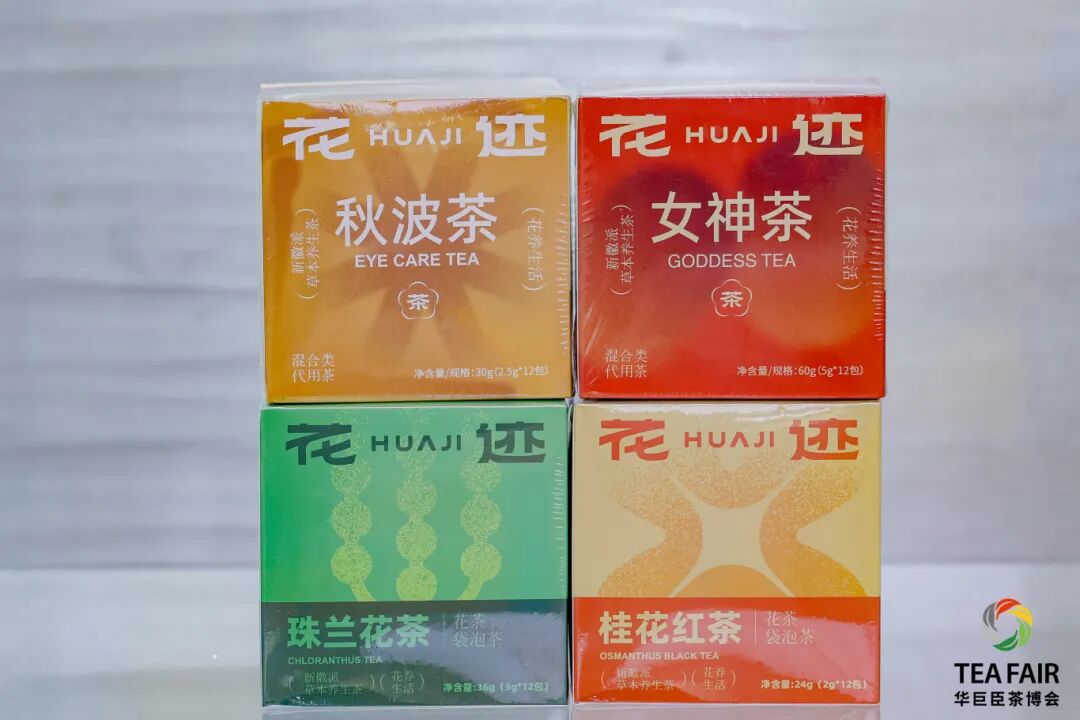 花 HUAJI 迹
秋波茶
EYE CARE TEA
(新徽派
草本养生茶)
(花养生活)
茶
混合类
代用茶
净含量/规格:30g(2.5g*12包)
花 HUAJI 迹
女神茶
GODDESS TEA
(新徽派
草本养生茶)
(花养生活)
茶
混合类
代用茶
净含量/规格:60g(5g*12包)
花 HUAJI 迹
珠兰花茶
花茶
袋泡茶
CHLORANTHUS TEA
(新徽派
草本养生茶)
(花养
生活)
净含量:36g (3g*12包)
花 HUAJI 迹
桂花红茶
花茶
袋泡茶
OSMANTHUS BLACK TEA
(新徽派
草本养生茶)
(花养
生活)
净含量:24g (2g*12包)
TEA FAIR
华巨臣茶博会